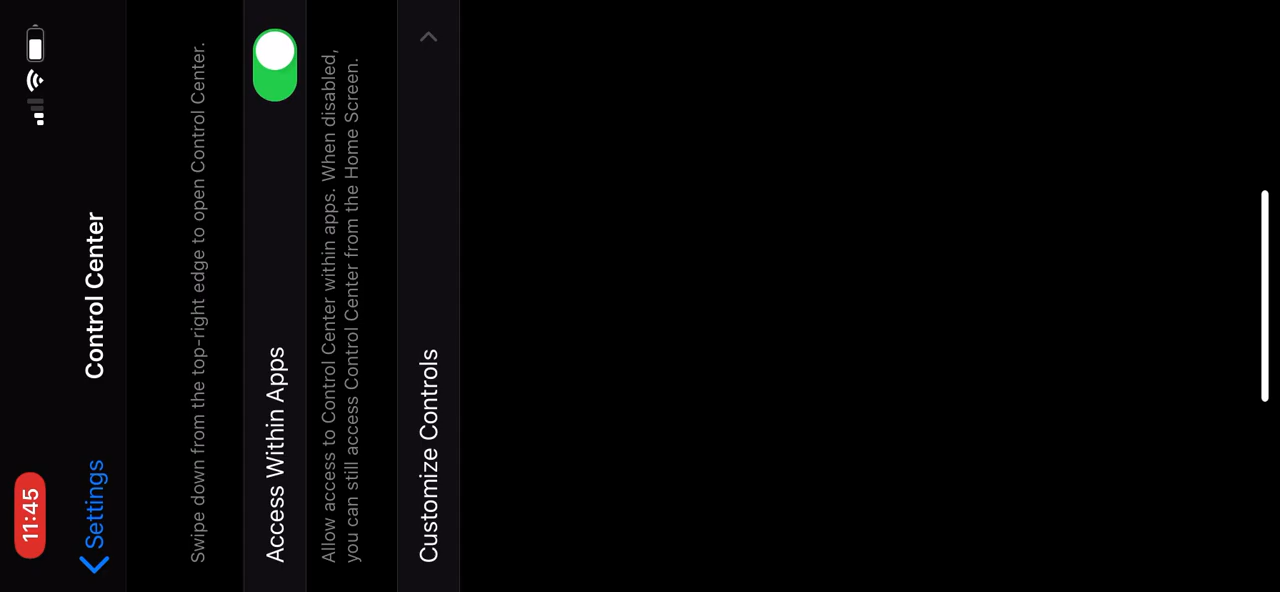 11:45
Settings
Control Center
Swipe down from the top-right edge to open Control Center.
Access Within Apps
Allow access to Control Center within apps. When disabled,
you can still access Control Center from the Home Screen.
Customize Controls